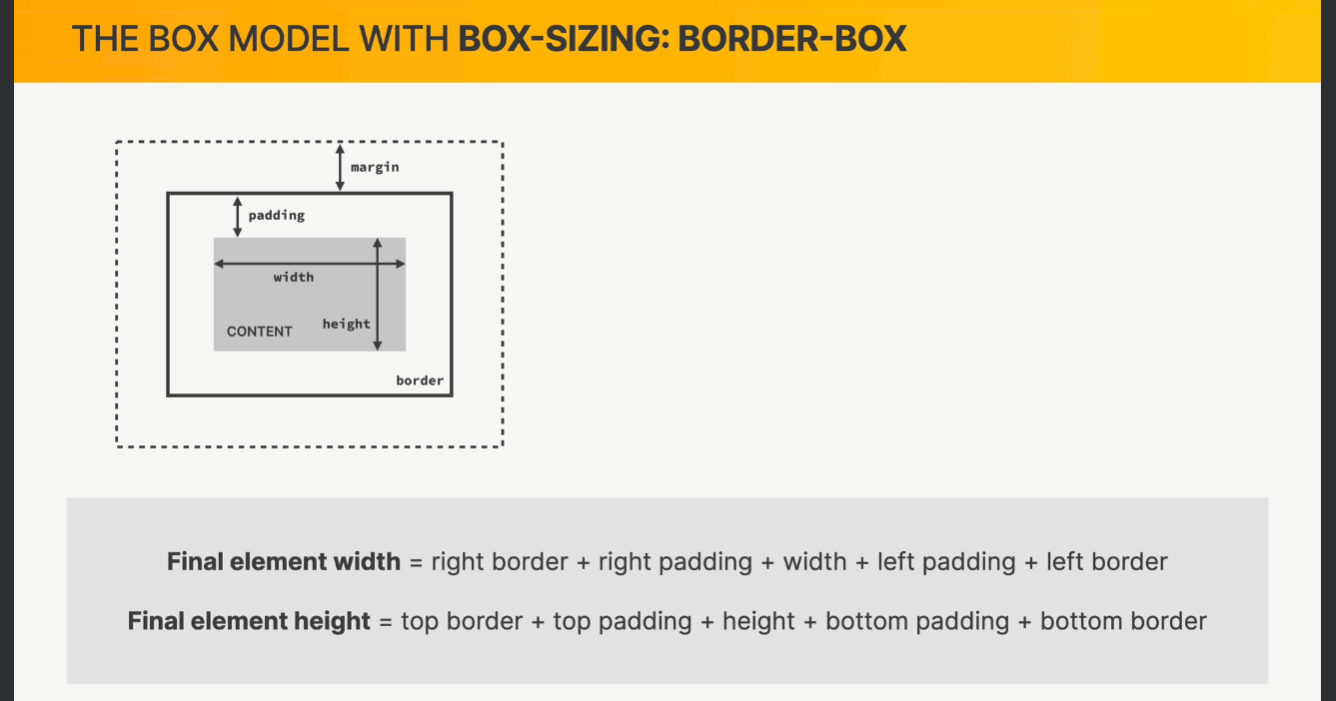 THE BOX MODEL WITH BOX-SIZING: BORDER-BOX
margin
padding
width
height
CONTENT
border
Final element width = right border + right padding + width + left padding + left border
Final element height = top border + top padding + height + bottom padding + bottom border